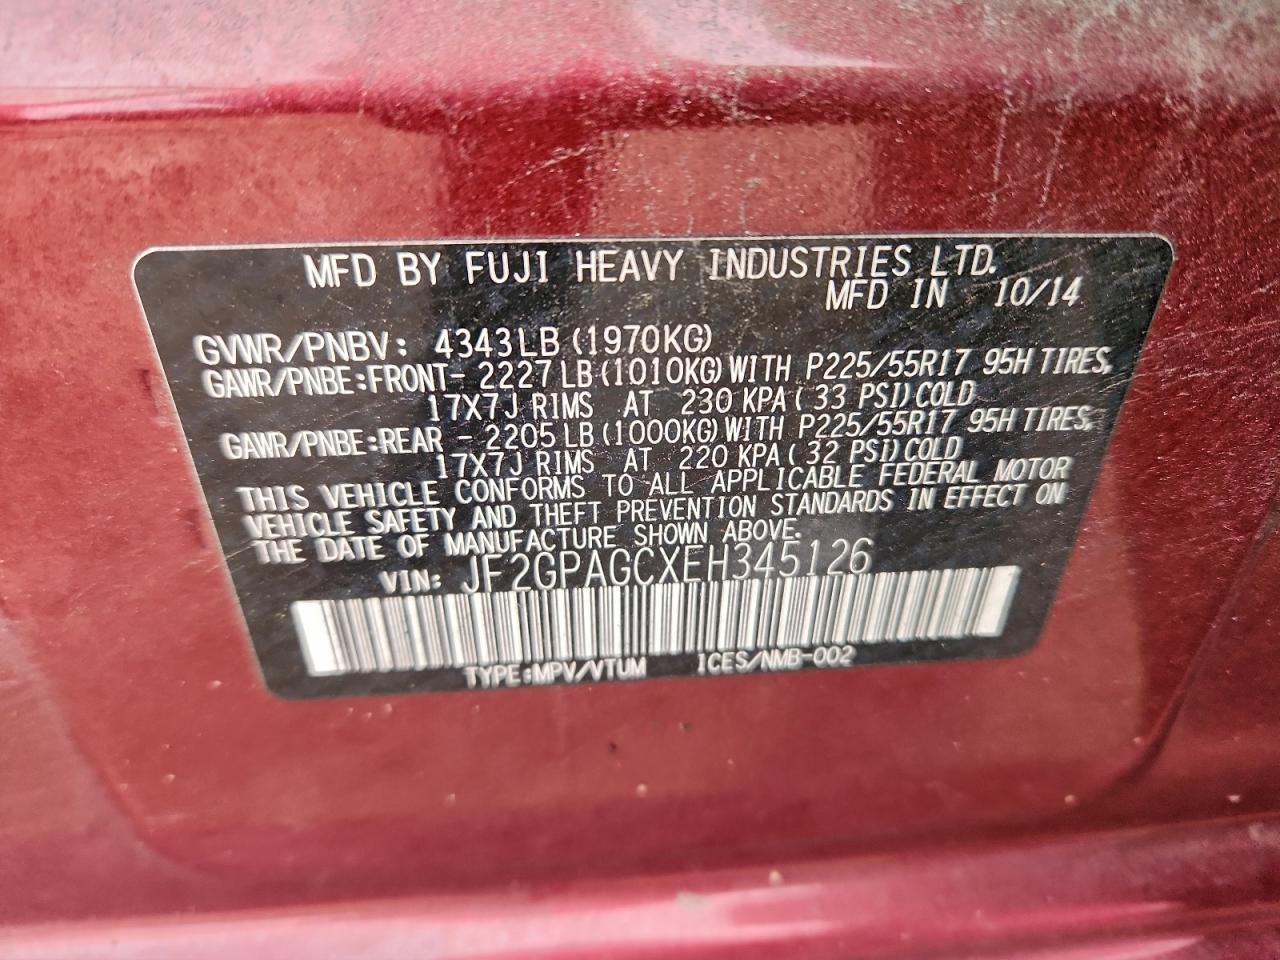 MFD BY FUJI HEAVY INDUSTRIES LTD.
MFD IN 10/14
GVWR/PNBV: 4343LB (1970KG)
GAWR/PNBE:FRONT- 2227LB (1010KG) WITH P225/55R17 95H TIRES,
17X7J RIMS AT 230 KPA( 33 PSI)COLD
GAWR/PNBE:REAR - 2205LB (1000KG) WITH P225/55R17 95H TIRES,
17X7J RIMS AT 220 KPA( 32 PSI)COLD
THIS VEHICLE CONFORMS TO ALL APPLICABLE FEDERAL MOTOR
VEHICLE SAFETY AND THEFT PREVENTION STANDARDS IN EFFECT ON
THE DATE OF MANUFACTURE SHOWN ABOVE.
VIN: JF2GPAGCXEH345126
TYPE:MPV/VTUM ICES/NMB-002